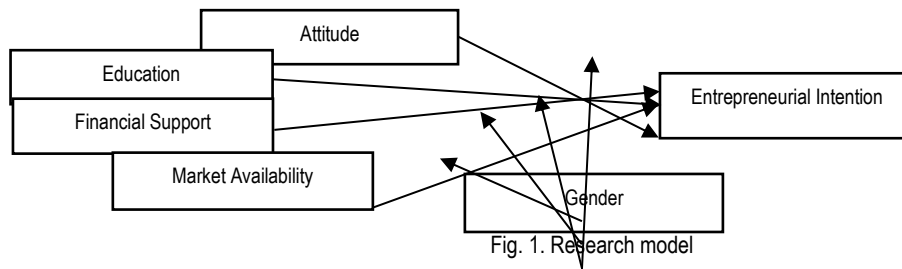 Attitude
Education
Entrepreneurial Intention
Financial Support
Market Availability
Gender
Fig. 1. Research model